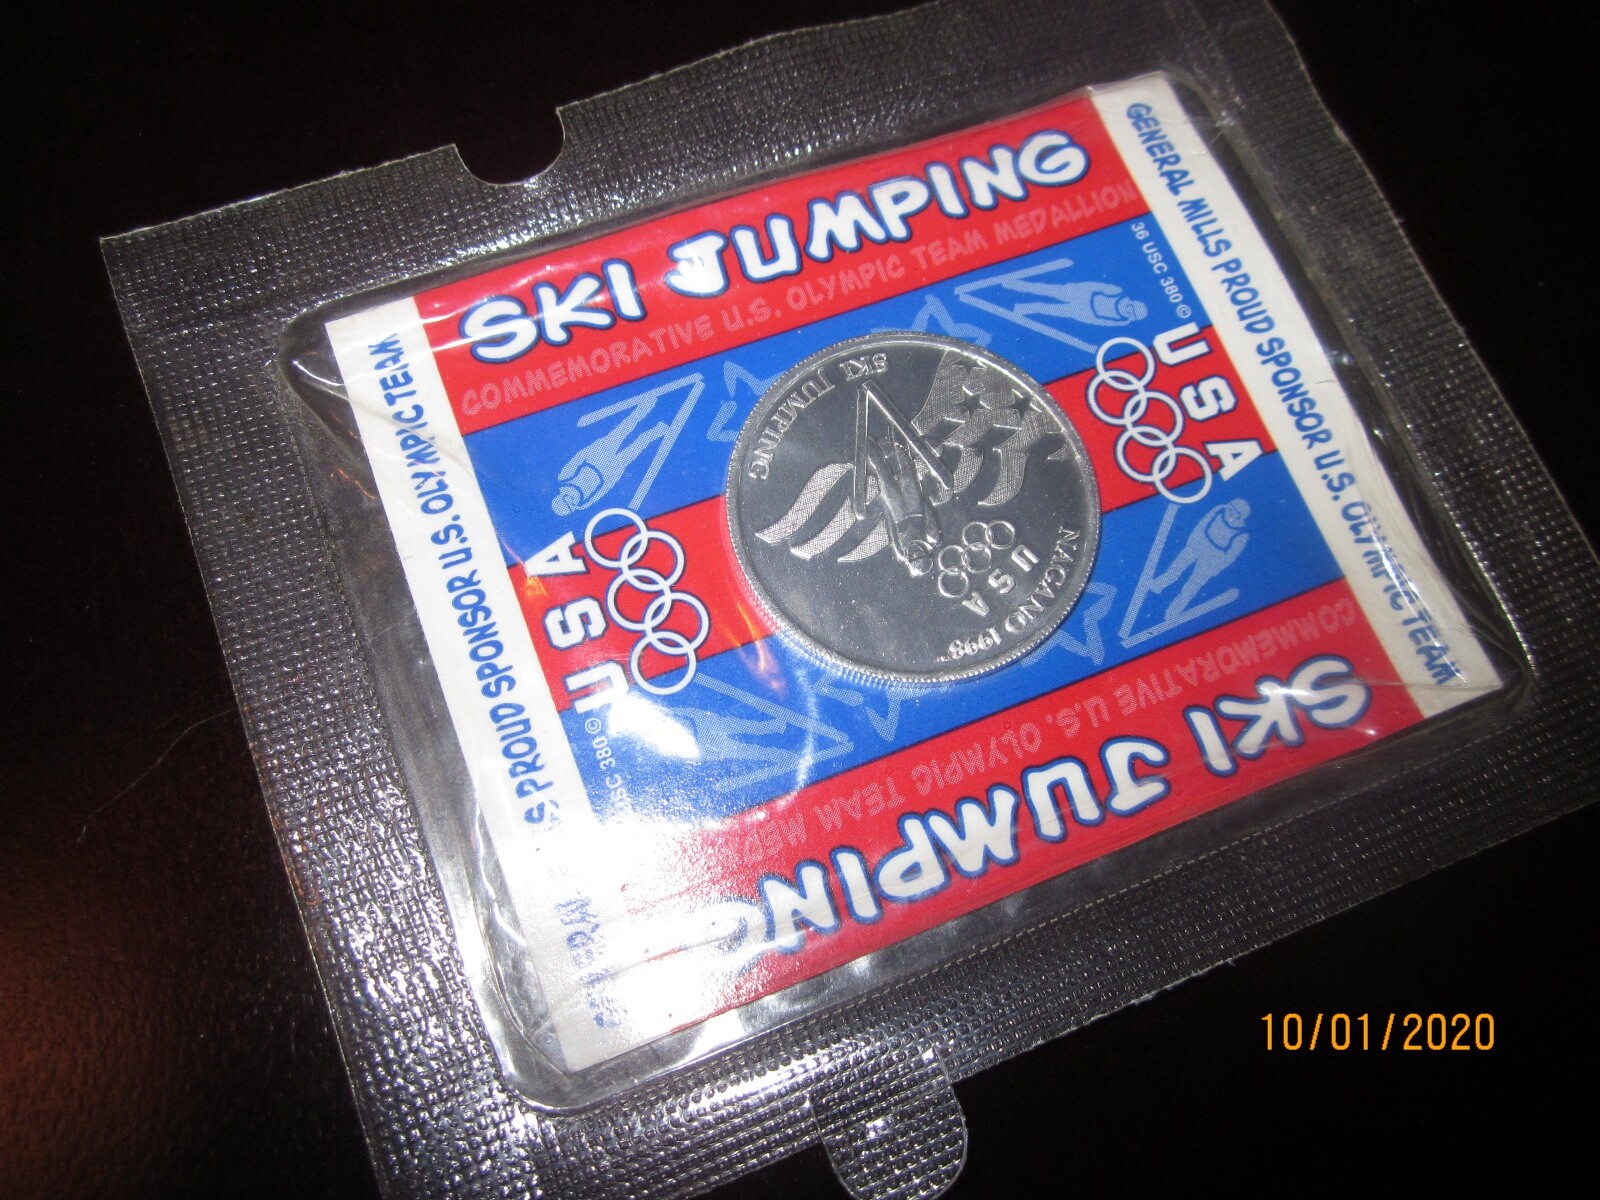 SKI JUMPING
COMMEMORATIVE U.S. OLYMPIC TEAM MEDALLION
GENERAL MILLS PROUD SPONSOR U.S. OLYMPIC TEAM
36 USC 380 ©
USA
SKI JUMPING
NAGANO 1998
USA
USA
USC 380 ©
PROUD SPONSOR U.S. OLYMPIC TEAM
COMMEMORATIVE U.S. OLYMPIC TEAM
SKI JUMPING
10/01/2020